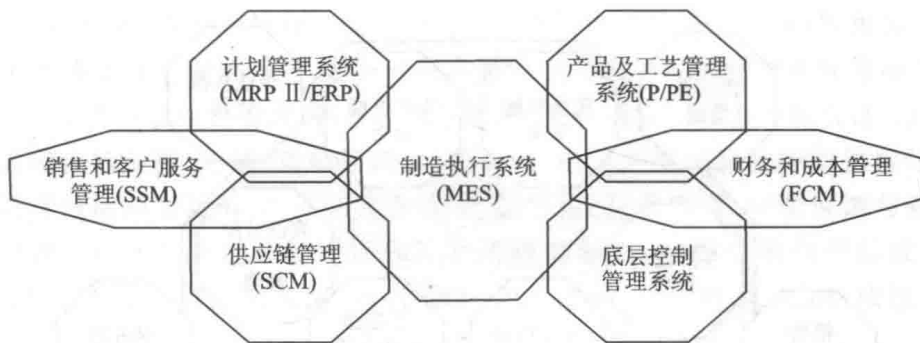 计划管理系统
(MRP Ⅱ/ERP)
产品及工艺管理
系统(P/PE)
销售和客户服务
管理(SSM)
制造执行系统
(MES)
财务和成本管理
(FCM)
供应链管理
(SCM)
底层控制
管理系统